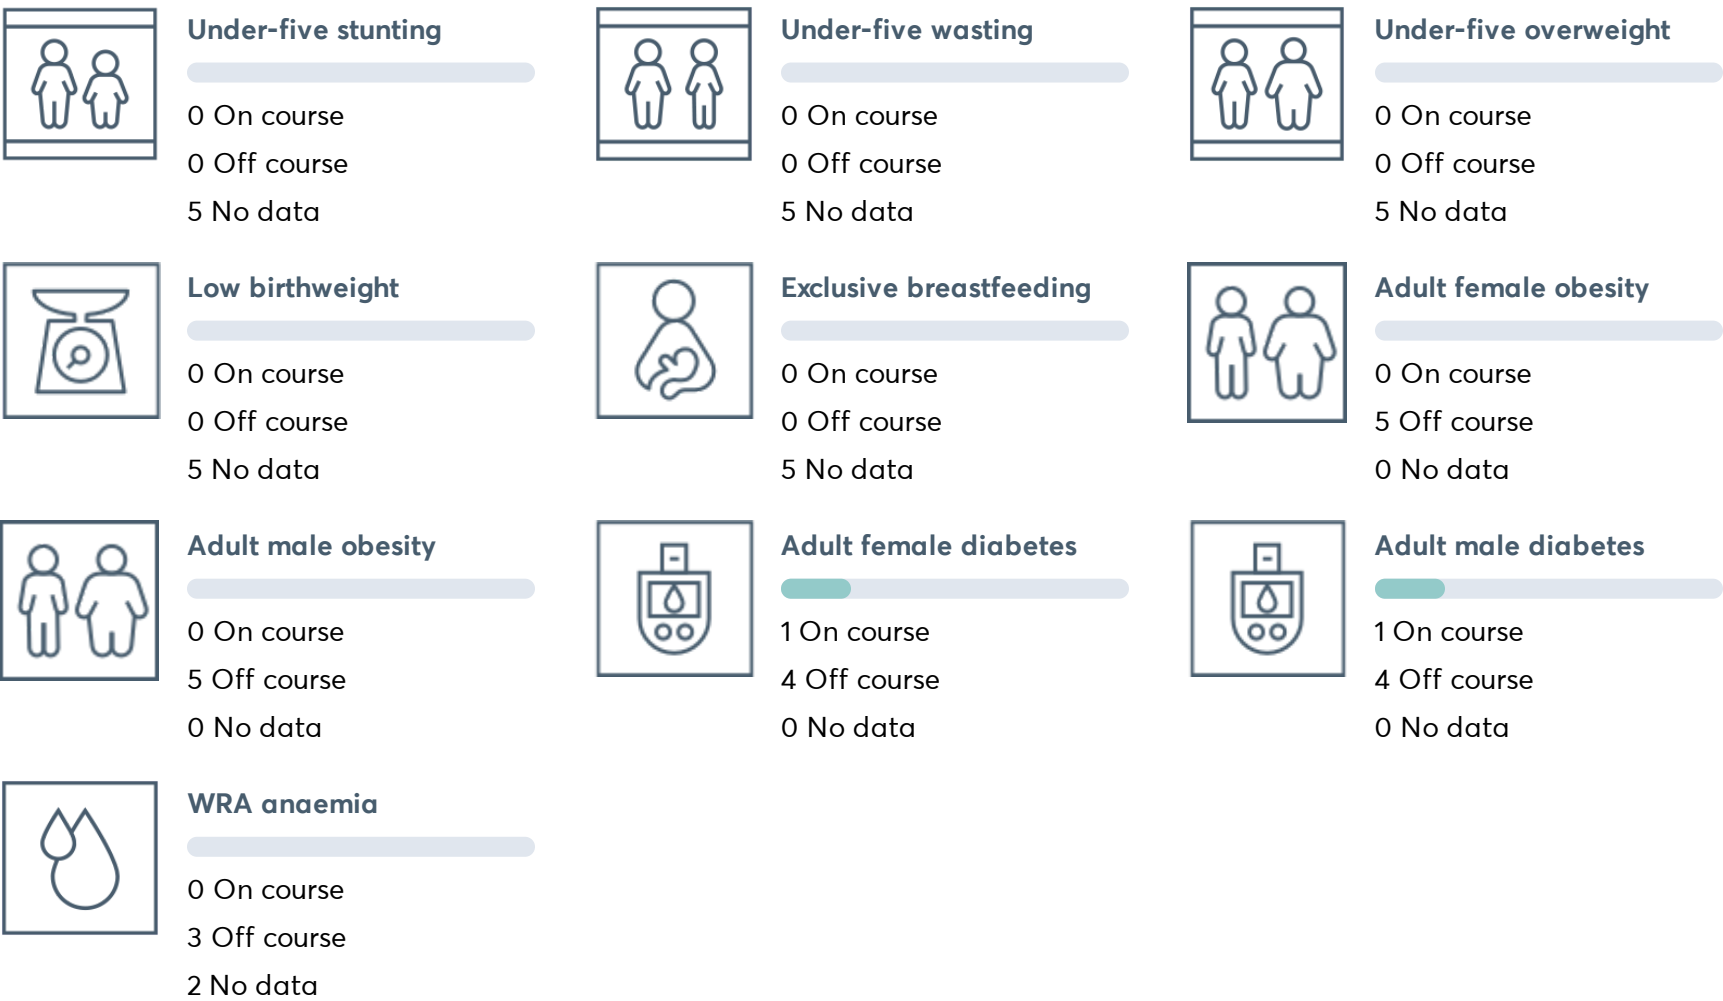 Under-five stunting
0 On course
0 Off course
5 No data
Under-five wasting
0 On course
0 Off course
5 No data
Under-five overweight
0 On course
0 Off course
5 No data
Low birthweight
0 On course
0 Off course
5 No data
Exclusive breastfeeding
0 On course
0 Off course
5 No data
Adult female obesity
0 On course
5 Off course
0 No data
Adult male obesity
0 On course
5 Off course
0 No data
Adult female diabetes
1 On course
4 Off course
0 No data
Adult male diabetes
1 On course
4 Off course
0 No data
WRA anaemia
0 On course
3 Off course
2 No data